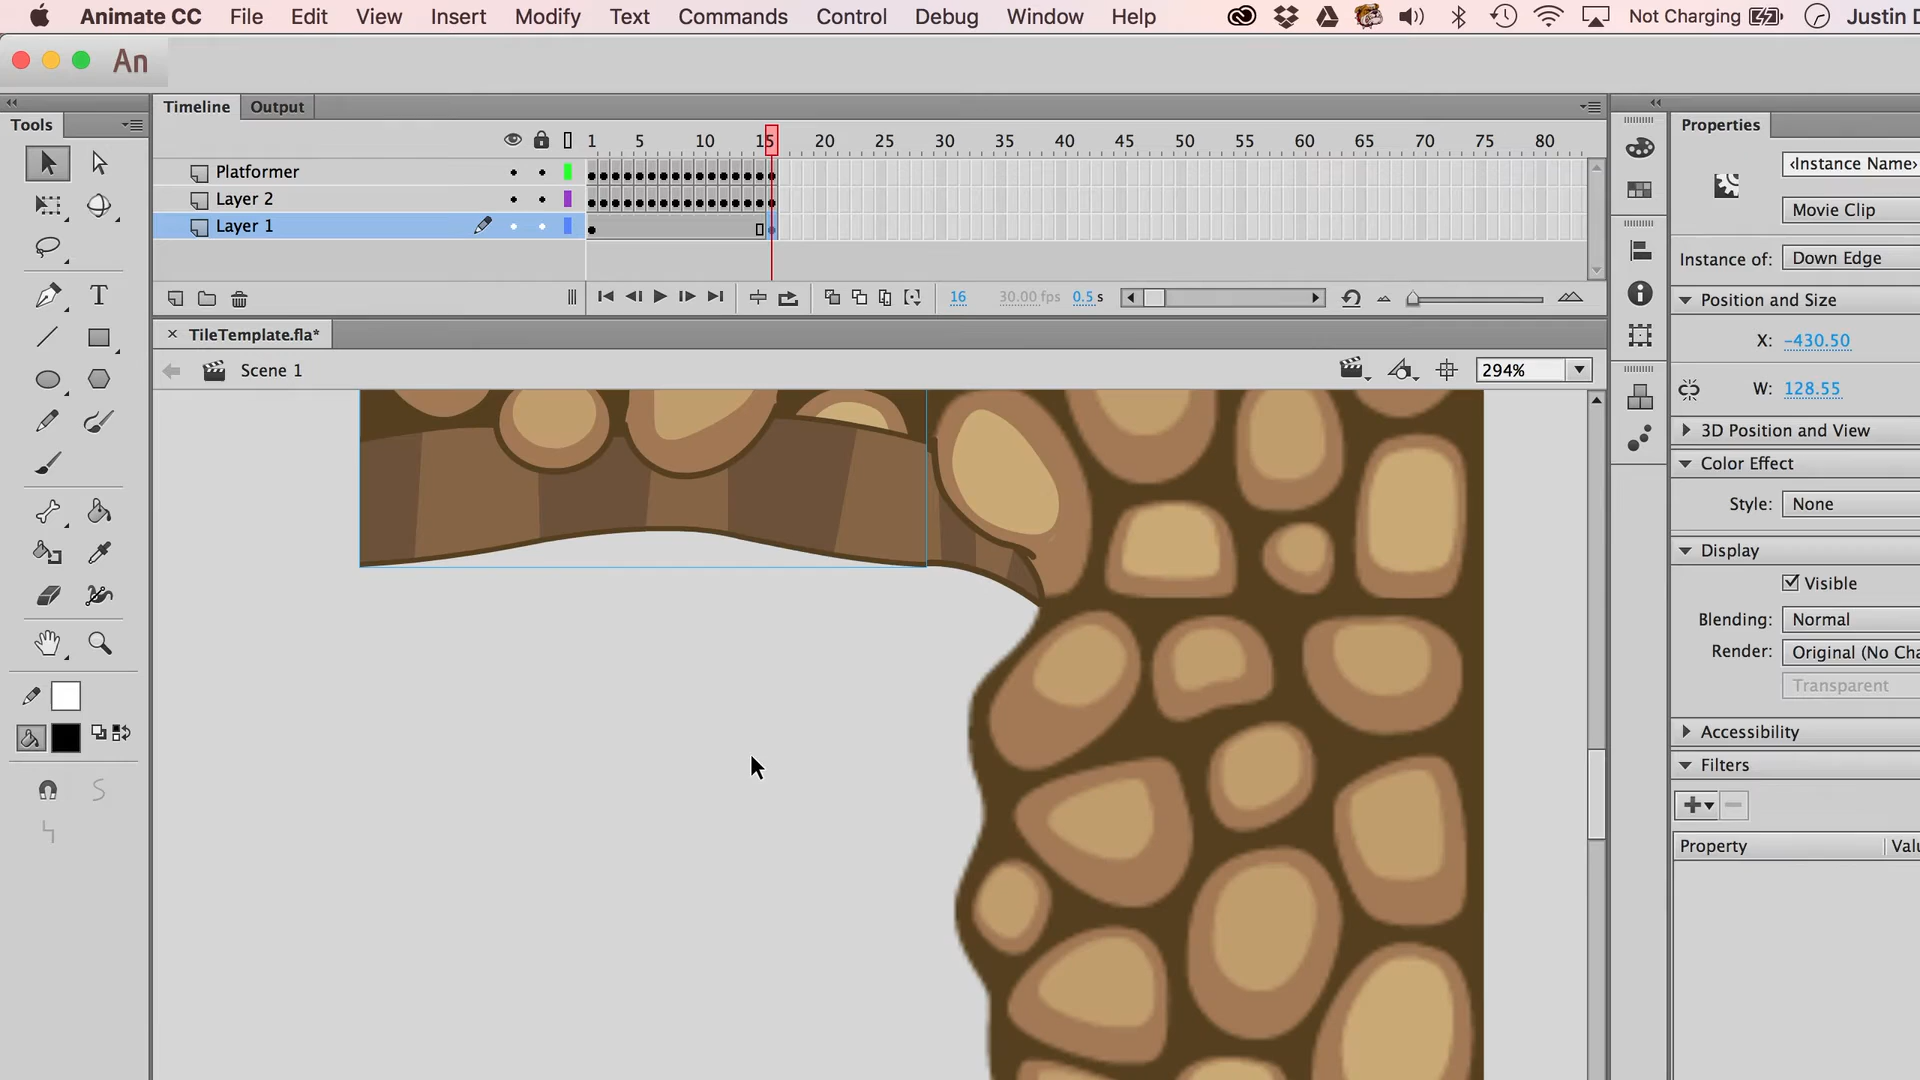 Animate CC File Edit View Insert Modify Text Commands Control Debug Window Help Not Charging Justin D
An
Timeline Output
Tools
Properties
1 5 10 15 20 25 30 35 40 45 50 55 60 65 70 75 80
<Instance Name>
Platformer
Layer 2
Movie Clip
Layer 1
Instance of: Down Edge
16 30.00 fps 0.5 s
Position and Size
TileTemplate.fla*
X: -430.50
Scene 1
294%
W: 128.55
3D Position and View
Color Effect
Style: None
Display
Visible
Blending: Normal
Render: Original (No Cha
Transparent
Accessibility
Filters
Property Valu